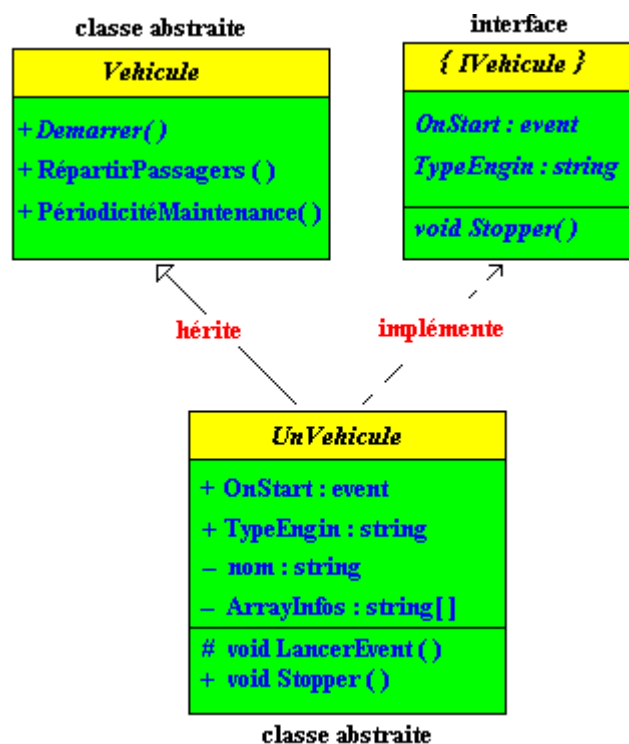 classe abstraite
Vehicule
+ Demarrer()
+ RépartirPassagers ()
+ PériodicitéMaintenance()
interface
{ IVehicule }
OnStart : event
TypeEngin : string
void Stopper()
hérite
implémente
UnVehicule
+ OnStart : event
+ TypeEngin : string
– nom : string
– ArrayInfos : string[]
# void LancerEvent ()
+ void Stopper ()
classe abstraite